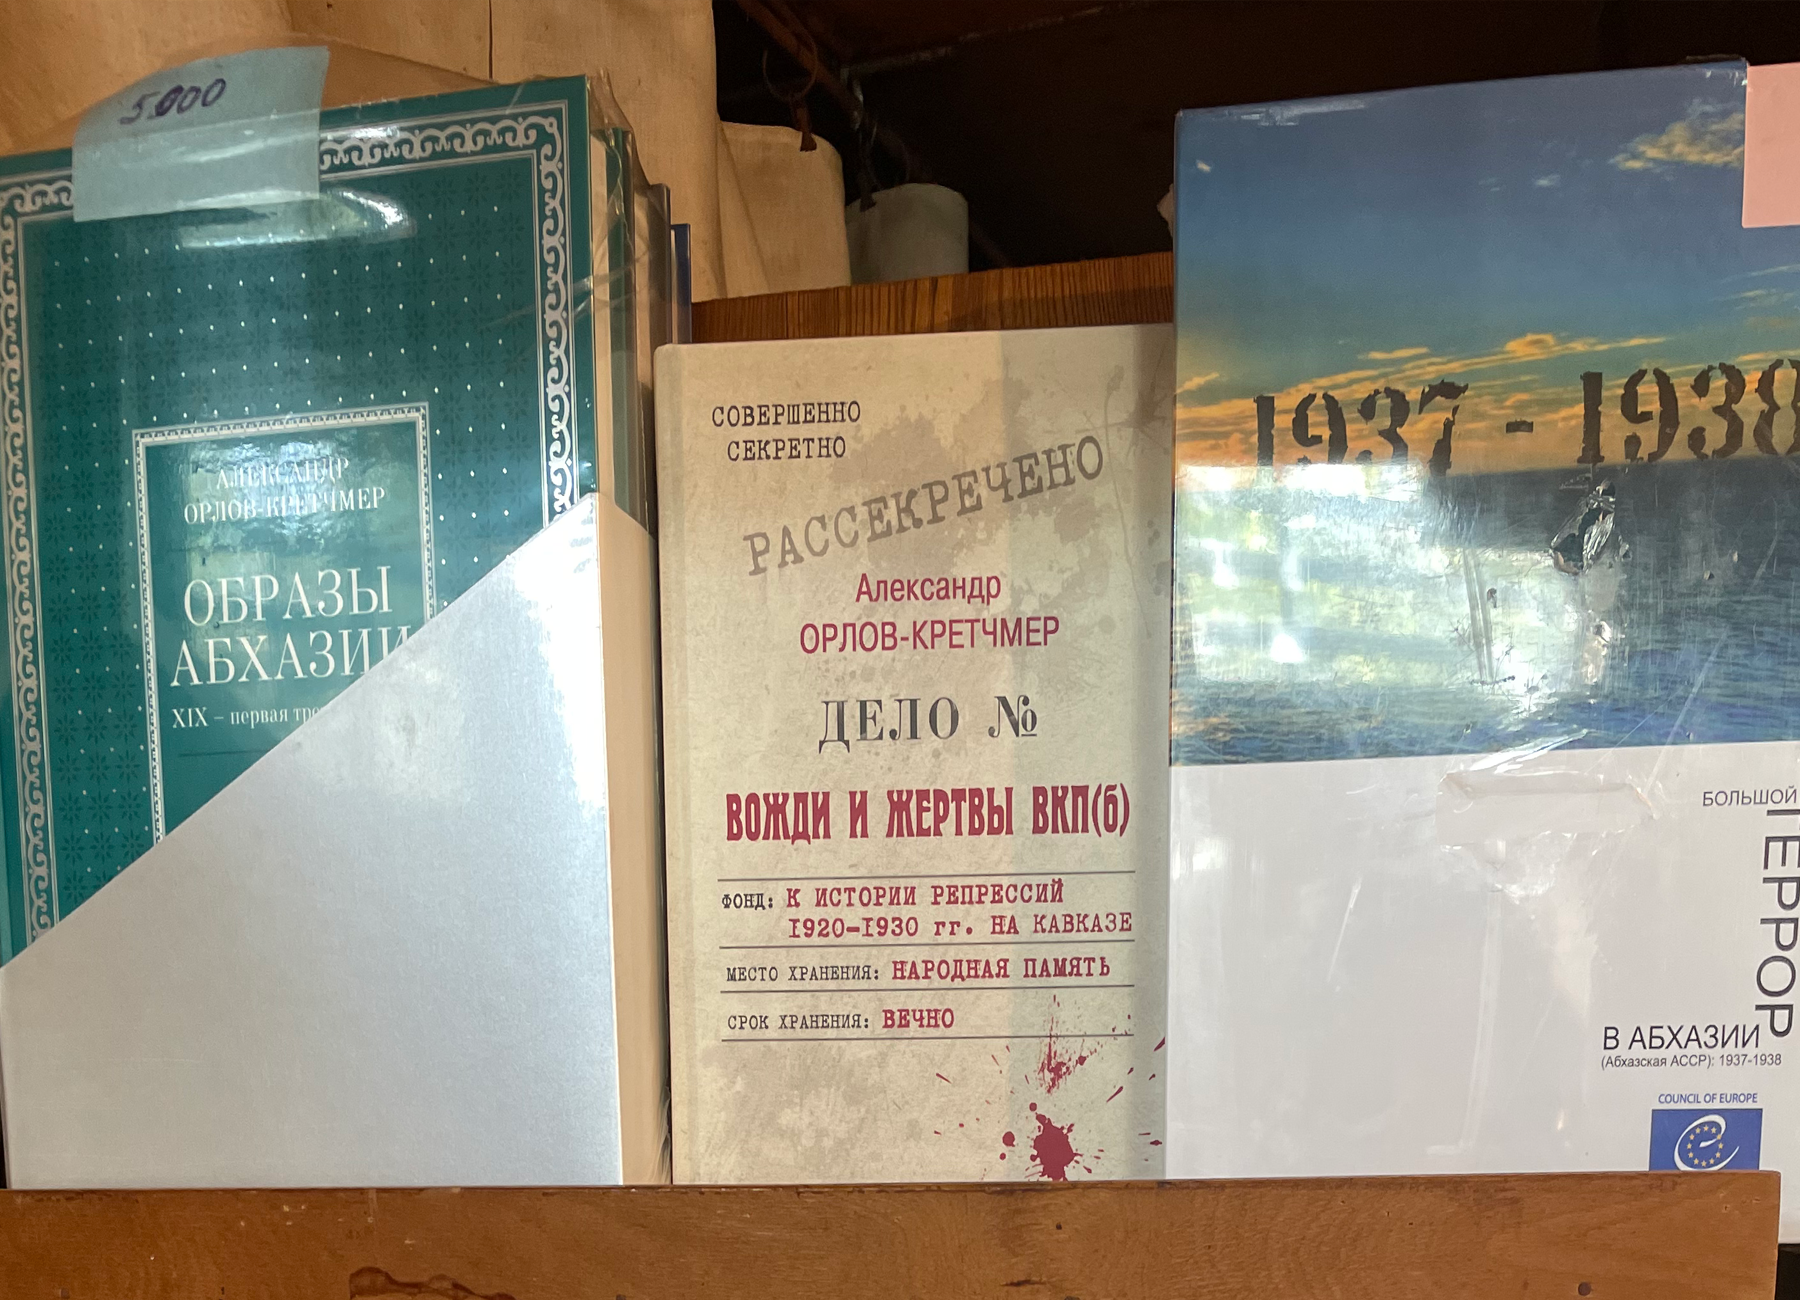 5000
АЛЕКСАНДР
ОРЛОВ-КРЕТЧМЕР
ОБРАЗЫ
АБХАЗИИ
XIX – первая
СОВЕРШЕННО
СЕКРЕТНО
РАССЕКРЕЧЕНО
Александр
ОРЛОВ-КРЕТЧМЕР
ДЕЛО №
ВОЖДИ И ЖЕРТВЫ ВКП(б)
ФОНД: К ИСТОРИИ РЕПРЕССИЙ
1920–1930 гг. НА КАВКАЗЕ
МЕСТО ХРАНЕНИЯ: НАРОДНАЯ ПАМЯТЬ
СРОК ХРАНЕНИЯ: ВЕЧНО
1937 - 1938
БОЛЬШОЙ
ТЕРРОР
В АБХАЗИИ
(Абхазская АССР): 1937-1938
COUNCIL OF EUROPE